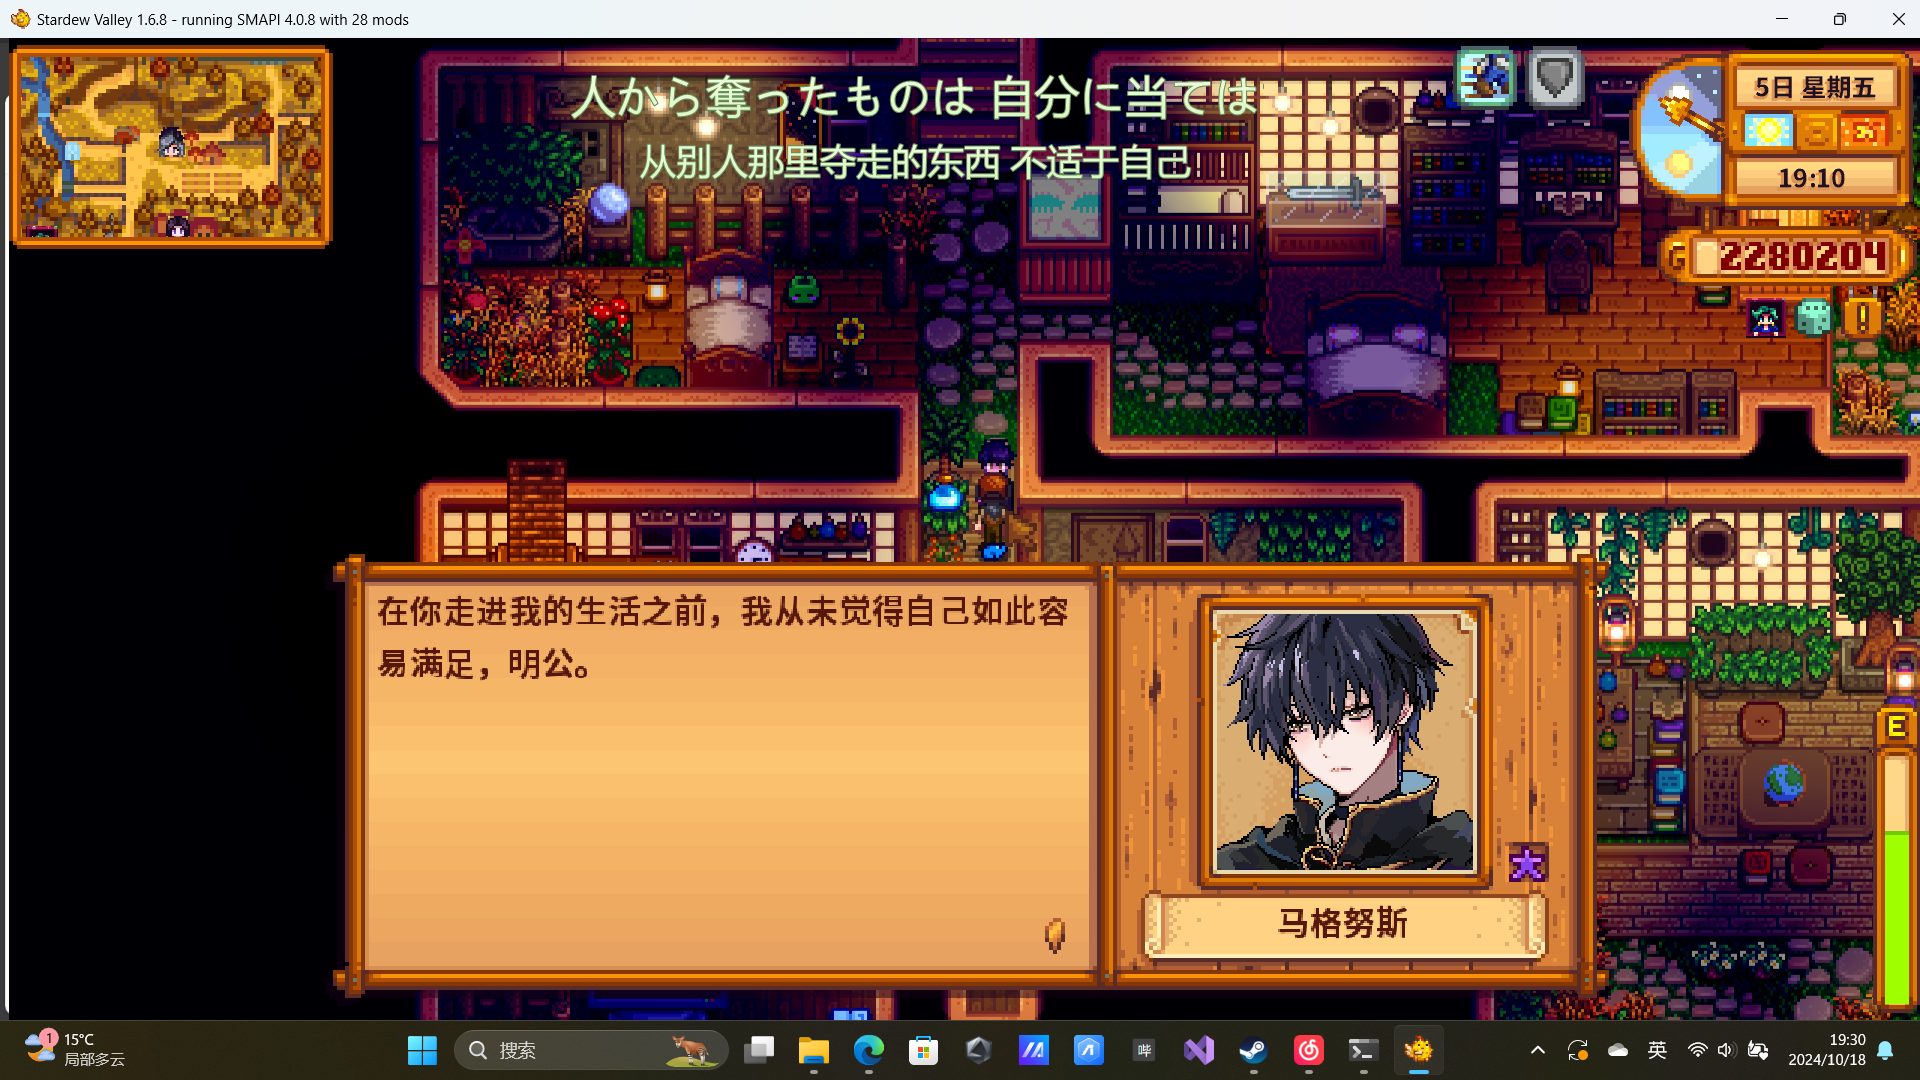 Stardew Valley 1.6.8 - running SMAPI 4.0.8 with 28 mods
人から奪ったものは 自分に当ては
从别人那里夺走的东西 不适于自己
5日 星期五
19:10
2280204
在你走进我的生活之前，我从未觉得自己如此容
易满足，明公。
马格努斯
E
1
15°C
局部多云
搜索
英
19:30
2024/10/18